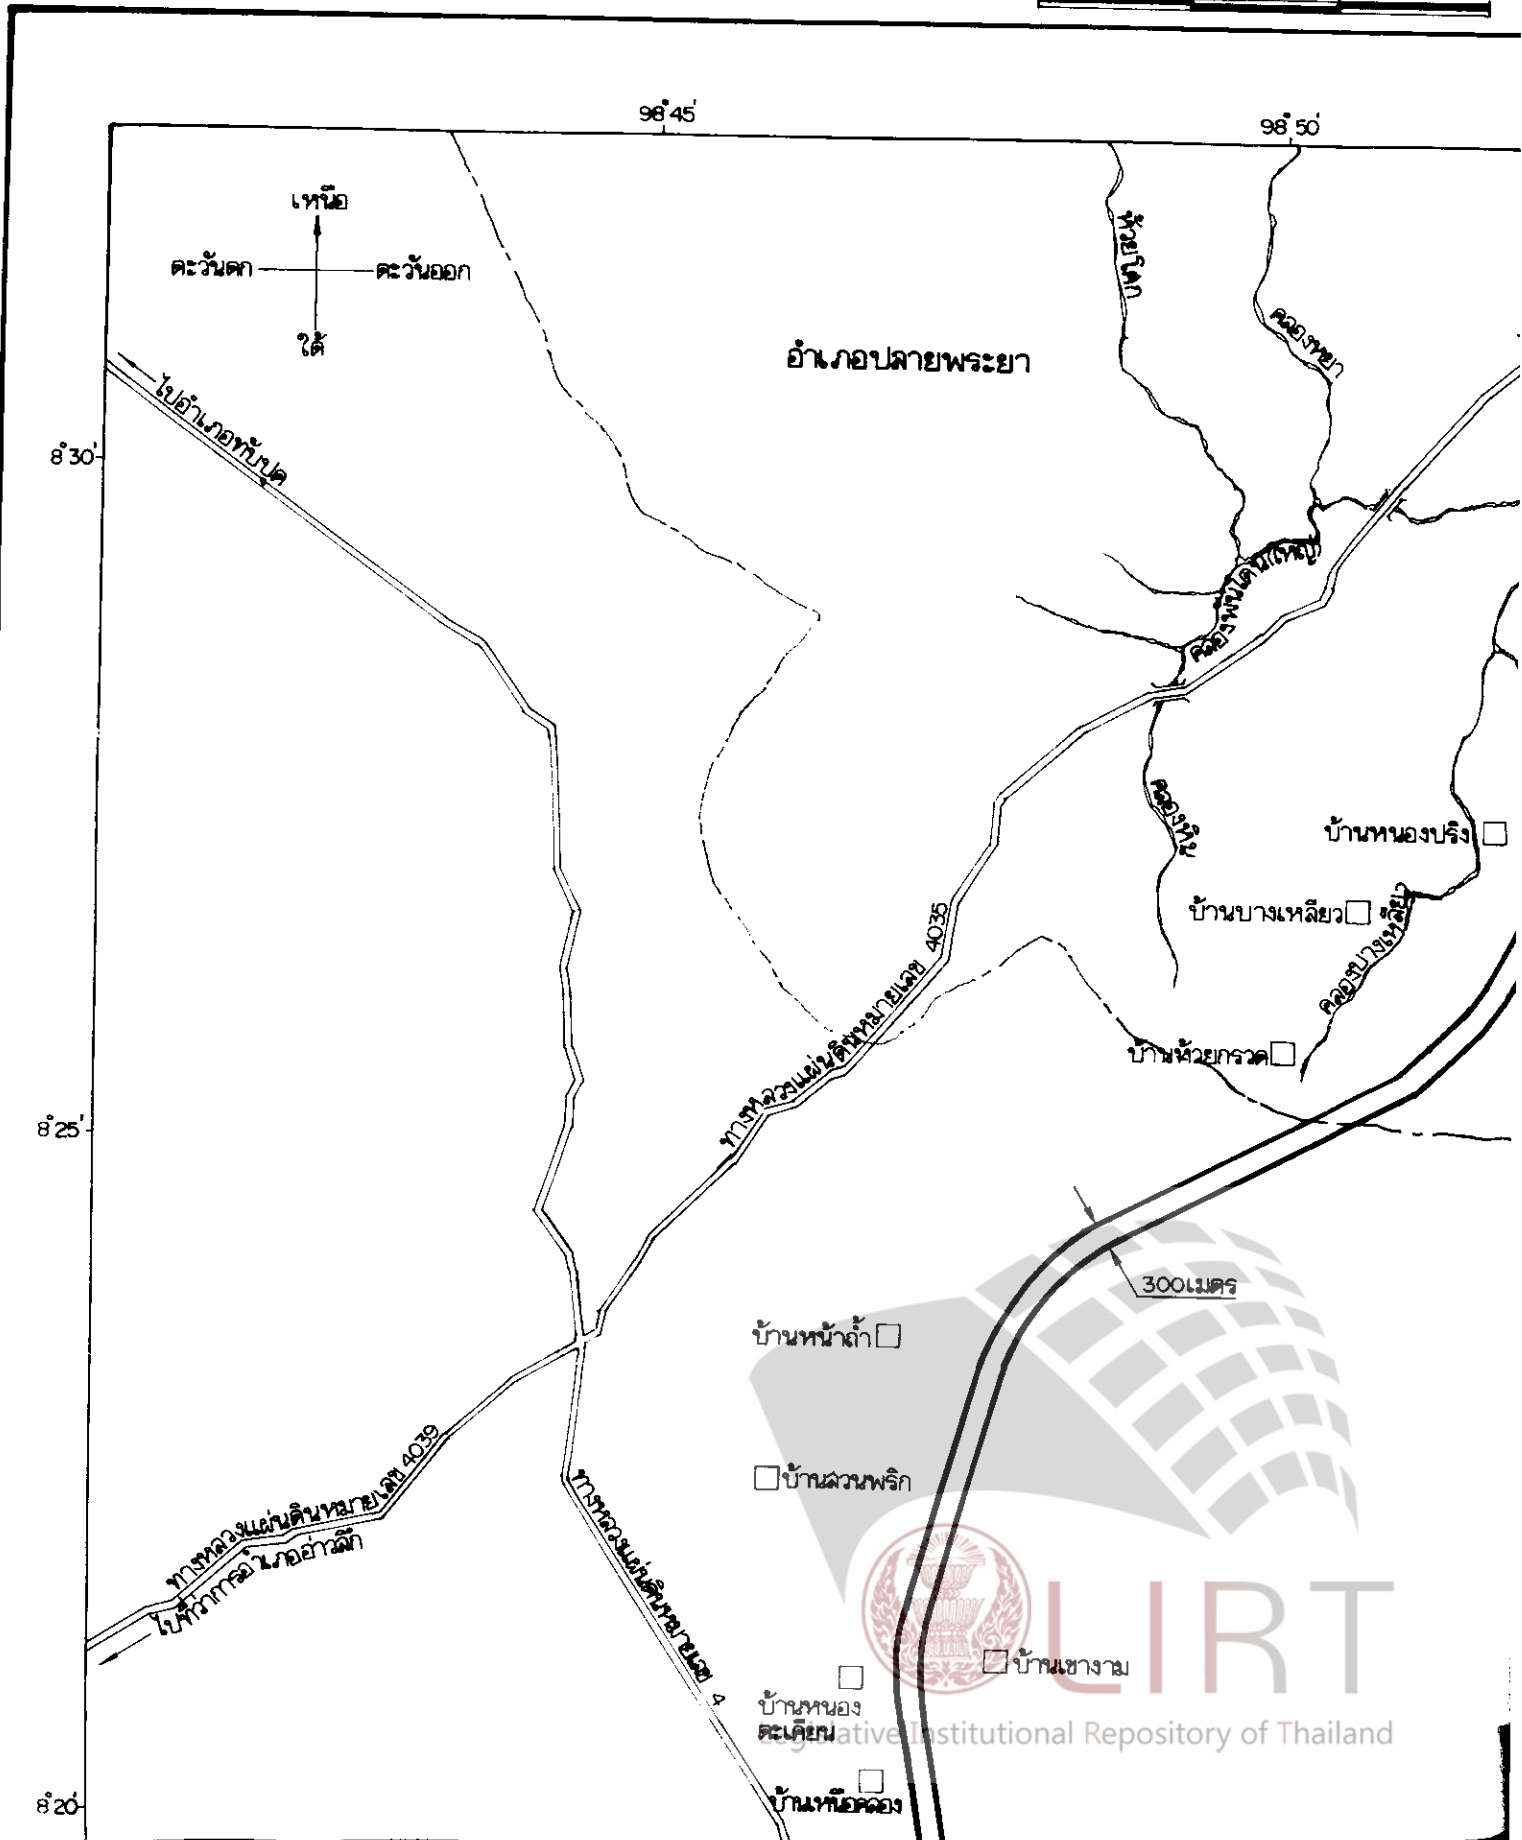 98°45'
98°50'
เหนือ
ตะวันตก
ตะวันออก
ใต้
ห้วยโตก
คลองหยา
อำเภอปลายพระยา
ไปอำเภอทับปุด
8°30'
คลองพันโตน(ใหญ่)
คลองหิน
บ้านหนองปริง
บ้านบางเหลียว
คลองบางเหลียว
ทางหลวงแผ่นดินหมายเลข 4035
บ้านห้วยกรวด
8°25'
300เมตร
บ้านหน้าถ้ำ
บ้านสวนพริก
ทางหลวงแผ่นดินหมายเลข 4039
ไปที่ว่าการอำเภออ่าวลึก
ทางหลวงแผ่นดินหมายเลข 4
LIRT
บ้านเขางาม
บ้านหนอง
ตะเคียน
Legislative Institutional Repository of Thailand
บ้านเหนือคลอง
8°20'